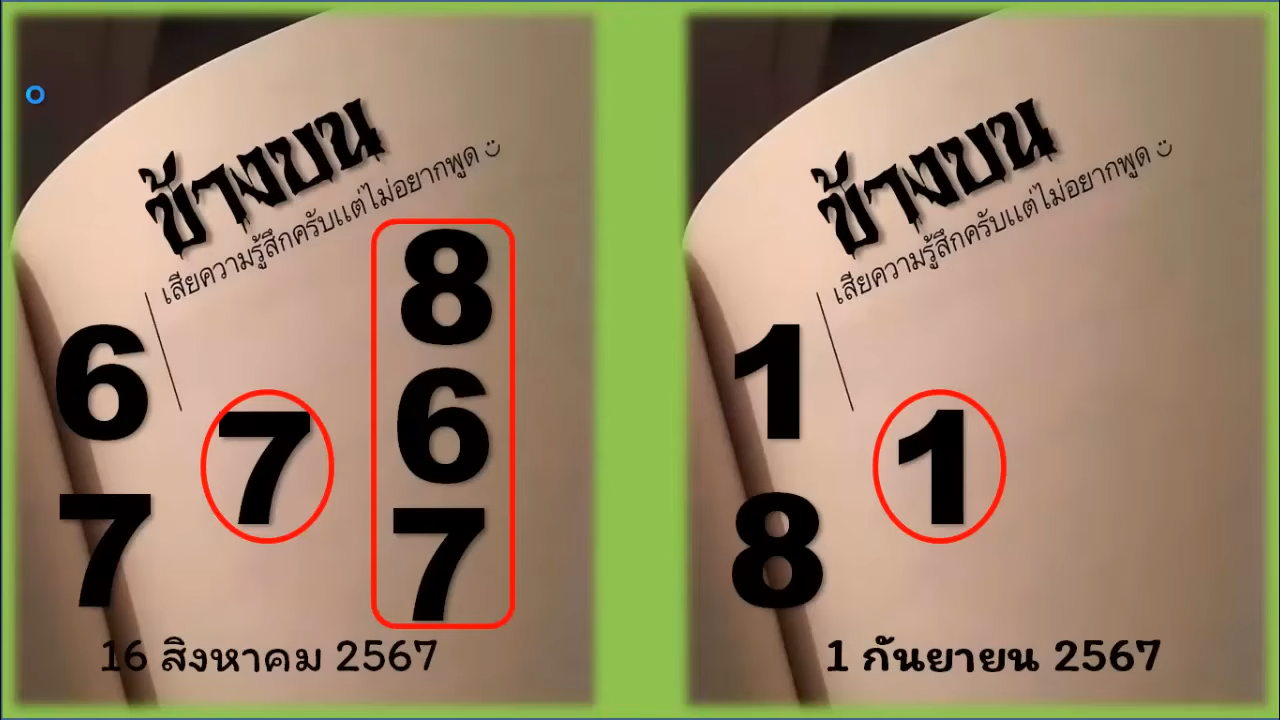 ข้างบน
เสียความรู้สึกครับแต่ไม่อยากพูด
8
6
6
7
7
7
16 สิงหาคม 2567
ข้างบน
เสียความรู้สึกครับแต่ไม่อยากพูด
1
1
8
1 กันยายน 2567